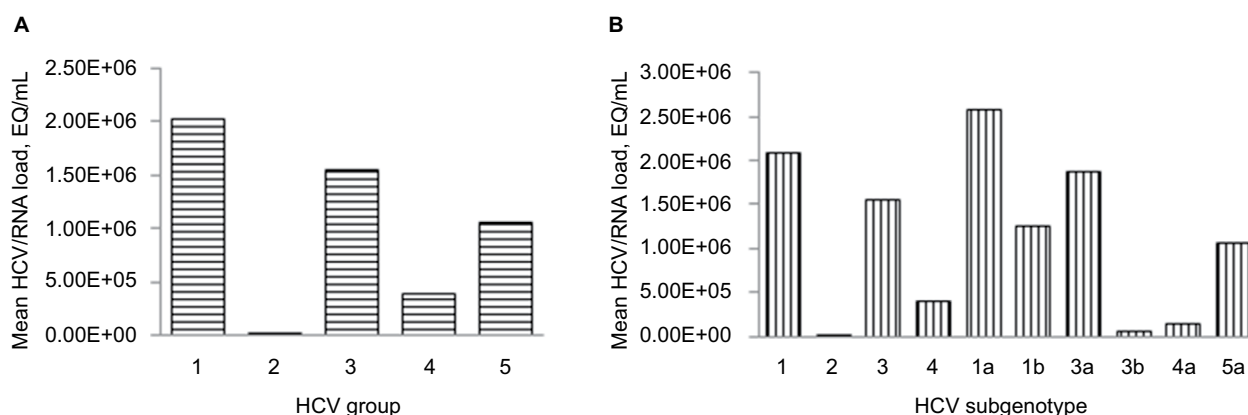 A
Mean HCV/RNA load, EQ/mL
2.50E+06
2.00E+06
1.50E+06
1.00E+06
5.00E+05
0.00E+00
1 2 3 4 5
HCV group
B
Mean HCV/RNA load, EQ/mL
3.00E+06
2.50E+06
2.00E+06
1.50E+06
1.00E+06
5.00E+05
0.00E+00
1 2 3 4 1a 1b 3a 3b 4a 5a
HCV subgenotype